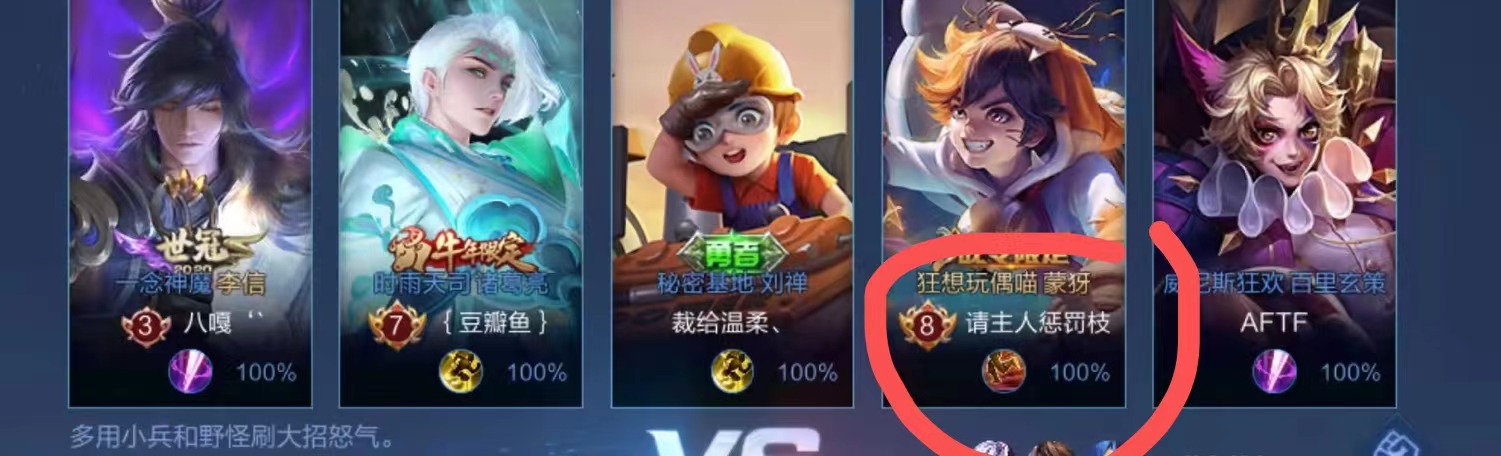 世冠
2020
一念神魔 李信
3 八嘎 ``
100%
牛年限定
时雨天司 诸葛亮
7 {豆瓣鱼}
100%
勇者
秘密基地 刘禅
裁给温柔、
100%
狂想玩偶喵 蒙犽
8 请主人惩罚枝
100%
威尼斯狂欢 百里玄策
AFTF
100%
多用小兵和野怪刷大招怒气。
VS